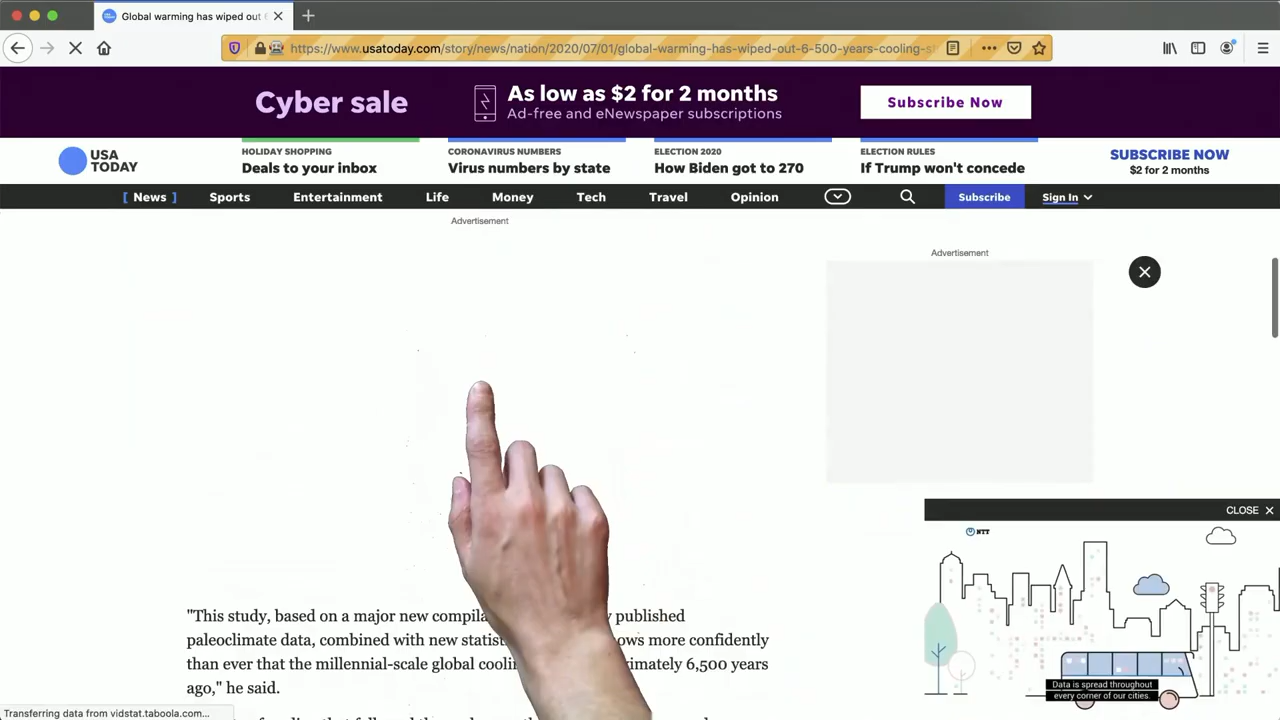 Global warming has wiped out 6
https://www.usatoday.com/story/news/nation/2020/07/01/global-warming-has-wiped-out-6-500-years-cooling-st
Cyber sale
As low as $2 for 2 months
Ad-free and eNewspaper subscriptions
Subscribe Now
USA
TODAY
HOLIDAY SHOPPING
Deals to your inbox
CORONAVIRUS NUMBERS
Virus numbers by state
ELECTION 2020
How Biden got to 270
ELECTION RULES
If Trump won't concede
SUBSCRIBE NOW
$2 for 2 months
[ News ] Sports Entertainment Life Money Tech Travel Opinion Subscribe Sign In
Advertisement
Advertisement
CLOSE
NTT
Data is spread throughout
every corner of our cities.
"This study, based on a major new compila published
paleoclimate data, combined with new statis ows more confidently
than ever that the millennial-scale global cooli imately 6,500 years
ago," he said.
Transferring data from vidstat.taboola.com...